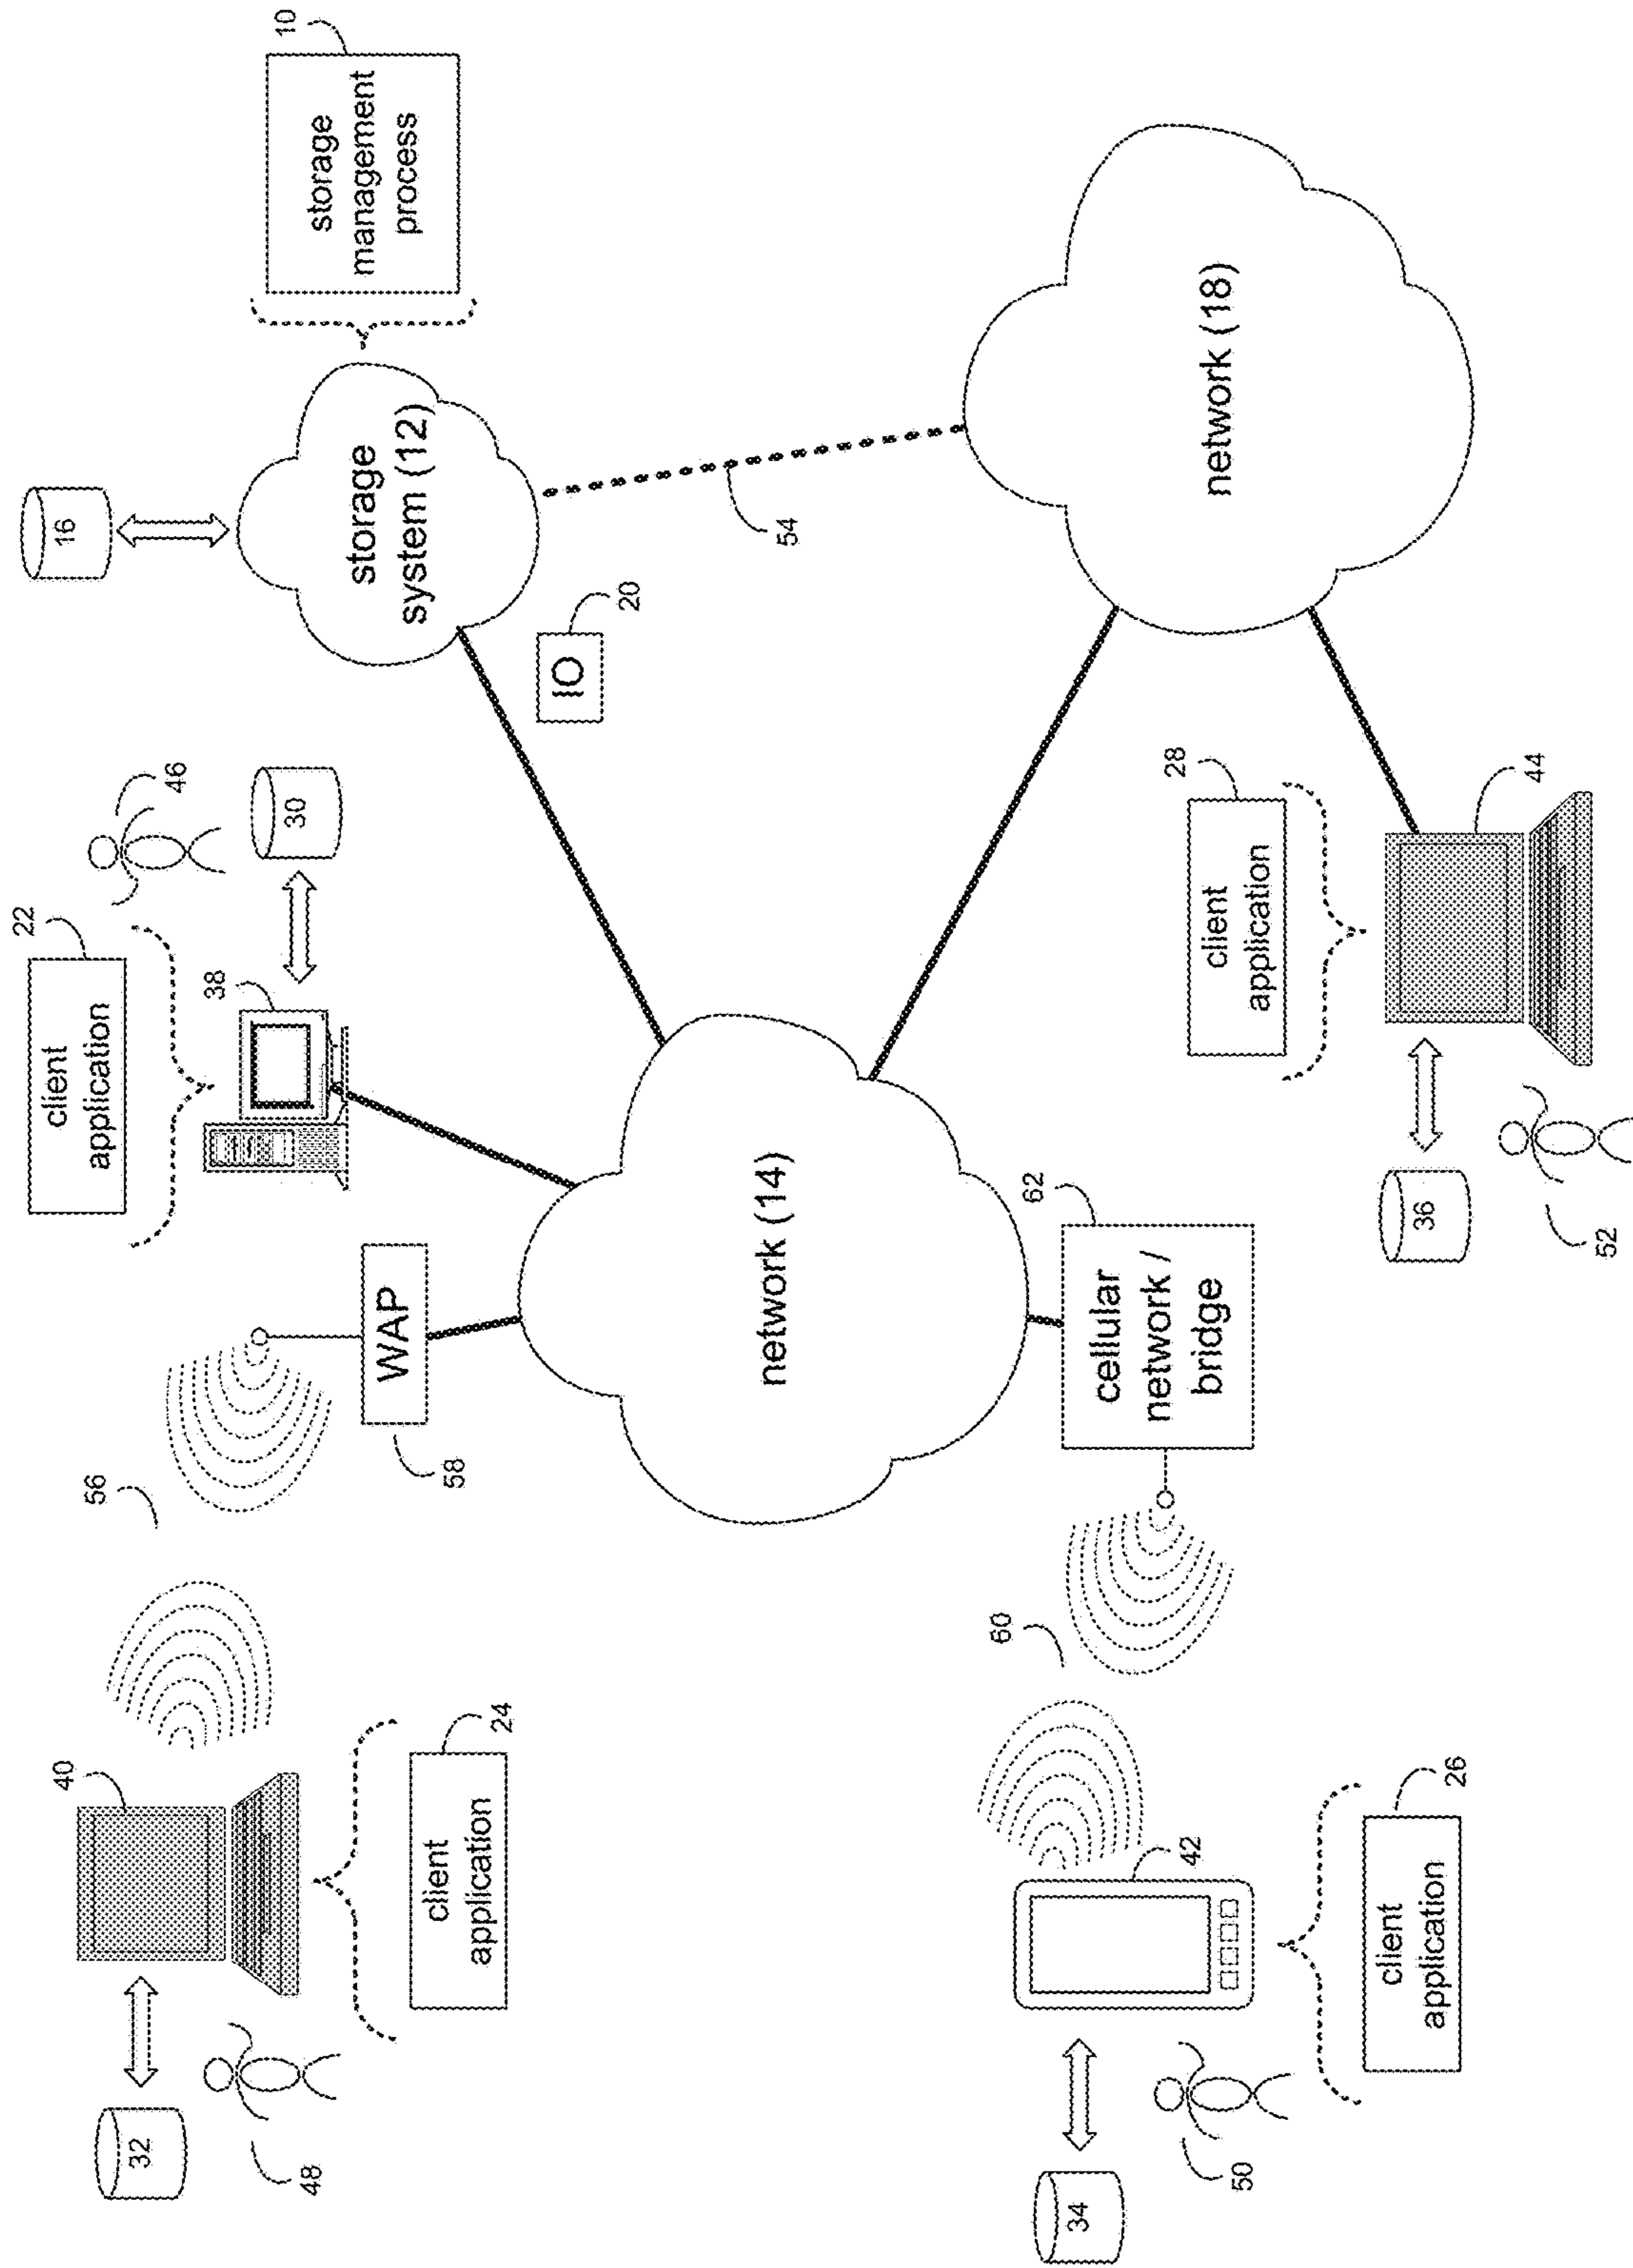 32
40
48
client
application
24
56
WAP
58
client
application
22
38
46
30
16
storage
system (12)
storage
management
process
10
IO
20
network (14)
54
network (18)
34
42
50
client
application
26
60
cellular
network /
bridge
62
client
application
28
36
44
52